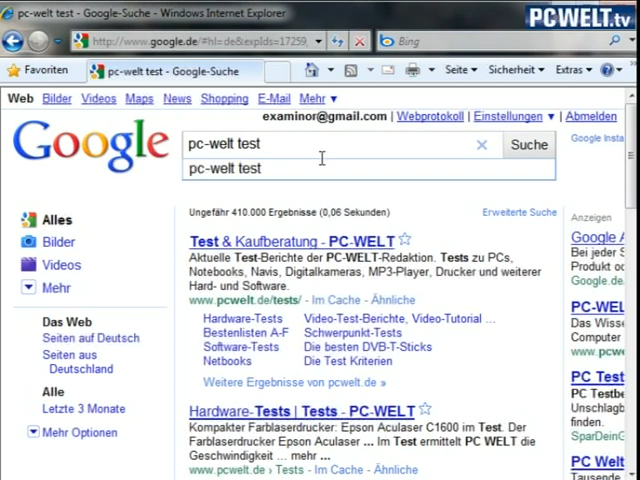 pc-welt test - Google-Suche - Windows Internet Explorer
PCWELT.tv
http://www.google.de/#hl=de&expIds=17259,
Bing
Favoriten
pc-welt test - Google-Suche
Seite
Sicherheit
Extras
Web Bilder Videos Maps News Shopping E-Mail Mehr ▼
examinor@gmail.com | Webprotokoll | Einstellungen ▼ | Abmelden
Google
pc-welt test
Suche
Google Insta
pc-welt test
Ungefähr 410.000 Ergebnisse (0,06 Sekunden)
Erweiterte Suche
Alles
Bilder
Videos
Mehr
Das Web
Seiten auf Deutsch
Seiten aus
Deutschland
Alle
Letzte 3 Monate
Mehr Optionen
Test & Kaufberatung - PC-WELT
Aktuelle Test-Berichte der PC-WELT-Redaktion. Tests zu PCs,
Notebooks, Navis, Digitalkameras, MP3-Player, Drucker und weiterer
Hard- und Software.
www.pcwelt.de/tests/ - Im Cache - Ähnliche
Hardware-Tests Video-Test-Berichte, Video-Tutorial ...
Bestenlisten A-F Schwerpunkt-Tests
Software-Tests Die besten DVB-T-Sticks
Netbooks Die Test Kriterien
Weitere Ergebnisse von pcwelt.de »
Hardware-Tests | Tests - PC-WELT
Kompakter Farblaserdrucker: Epson Aculaser C1600 im Test. Der
Farblaserdrucker Epson Aculaser ... Im Test ermittelt PC WELT die
Geschwindigkeit ... mehr ...
www.pcwelt.de › Tests - Im Cache - Ähnliche
Anzeigen
Google A
Bei jeder S
Produkt od
Google.de/
PC-WEL
Das Wisse
Computer
www.pcwe
PC Test
PC Testbe
Unschlagb
finden.
SparDeinG
PC Welt
Tausende